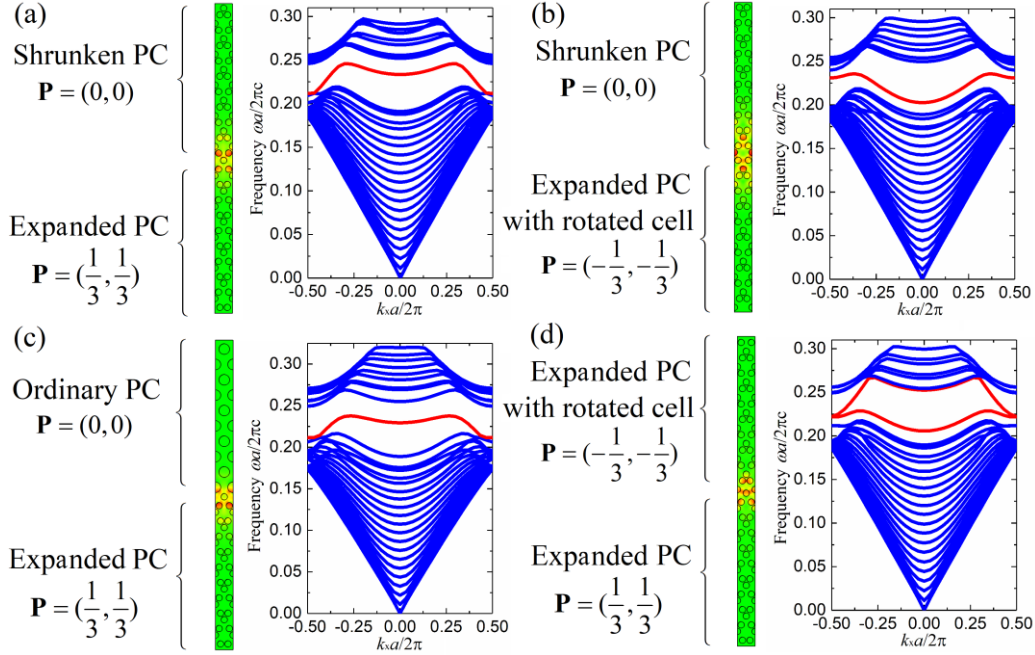 (a)
Shrunken PC
P = (0,0)
Expanded PC
P = (1/3, 1/3)
Frequency ωa/2πc
0.30
0.25
0.20
0.15
0.10
0.05
0.00
-0.50 -0.25 0.00 0.25 0.50
kₓa/2π
(b)
Shrunken PC
P = (0,0)
Expanded PC
with rotated cell
P = (-1/3, -1/3)
Frequency ωa/2πc
0.30
0.25
0.20
0.15
0.10
0.05
0.00
-0.50 -0.25 0.00 0.25 0.50
kₓa/2π
(c)
Ordinary PC
P = (0,0)
Expanded PC
P = (1/3, 1/3)
Frequency ωa/2πc
0.30
0.25
0.20
0.15
0.10
0.05
0.00
-0.50 -0.25 0.00 0.25 0.50
kₓa/2π
(d)
Expanded PC
with rotated cell
P = (-1/3, -1/3)
Expanded PC
P = (1/3, 1/3)
Frequency ωa/2πc
0.30
0.25
0.20
0.15
0.10
0.05
0.00
-0.50 -0.25 0.00 0.25 0.50
kₓa/2π